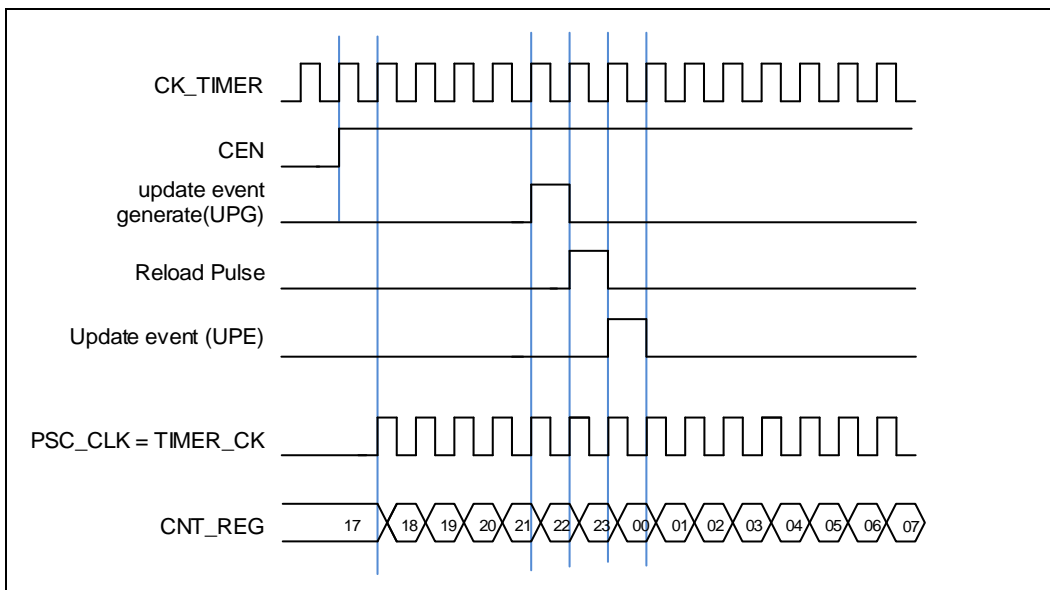 CK_TIMER
CEN
update event
generate(UPG)
Reload Pulse
Update event (UPE)
PSC_CLK = TIMER_CK
CNT_REG 17 18 19 20 21 22 23 00 01 02 03 04 05 06 07